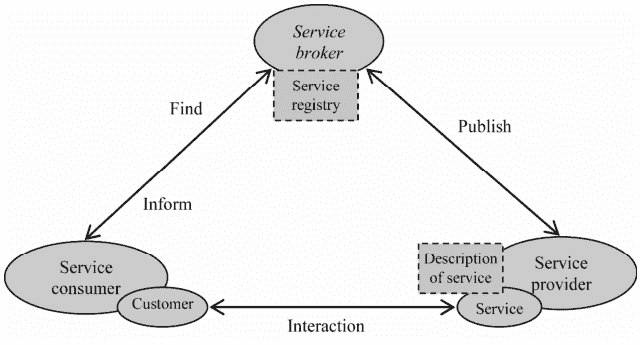 Service
broker
Service
registry
Find
Publish
Inform
Description
of service
Service
consumer
Service
provider
Customer
Service
Interaction